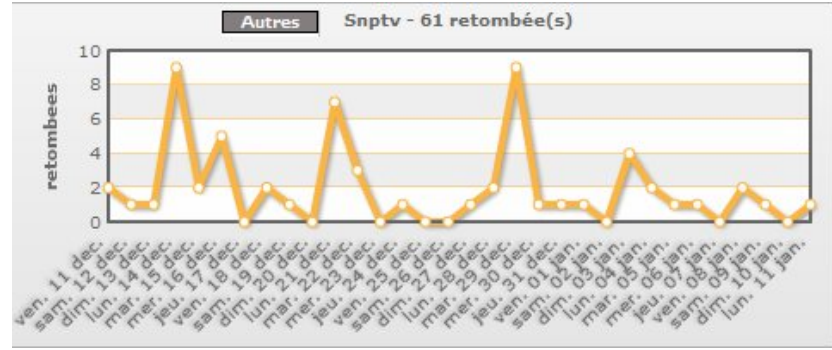 Autres
Snptv - 61 retombée(s)
retombees
10
8
6
4
2
0
ven. 11 dec.
sam. 12 dec.
dim. 13 dec.
lun. 14 dec.
mar. 15 dec.
mer. 16 dec.
jeu. 17 dec.
ven. 18 dec.
sam. 19 dec.
dim. 20 dec.
lun. 21 dec.
mar. 22 dec.
mer. 23 dec.
jeu. 24 dec.
ven. 25 dec.
sam. 26 dec.
dim. 27 dec.
lun. 28 dec.
mar. 29 dec.
mer. 30 dec.
jeu. 31 dec.
ven. 01 jan.
sam. 02 jan.
dim. 03 jan.
lun. 04 jan.
mar. 05 jan.
mer. 06 jan.
jeu. 07 jan.
ven. 08 jan.
sam. 09 jan.
dim. 10 jan.
lun. 11 jan.